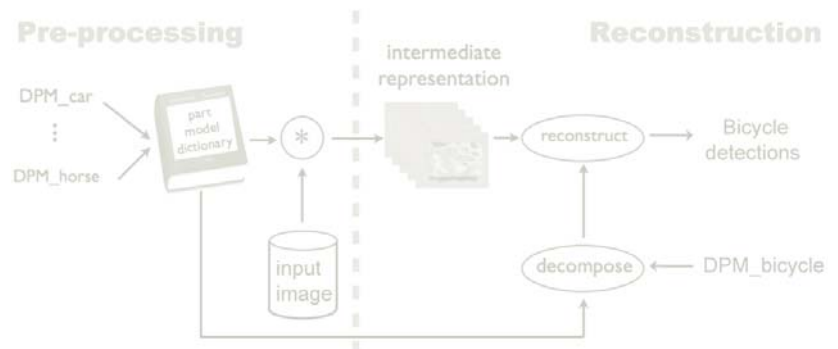 Pre-processing
Reconstruction
intermediate
representation
DPM_car
part
model
dictionary
*
reconstruct
Bicycle
detections
DPM_horse
input
image
decompose
DPM_bicycle